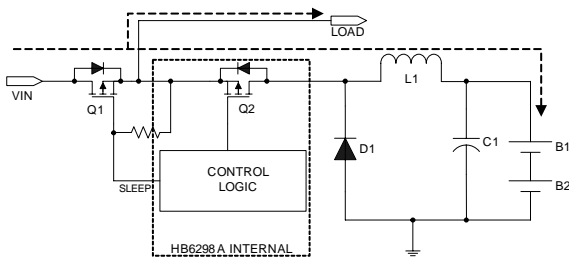 LOAD
VIN
Q1
Q2
L1
D1
C1
B1
B2
SLEEP
CONTROL
LOGIC
HB6298A INTERNAL